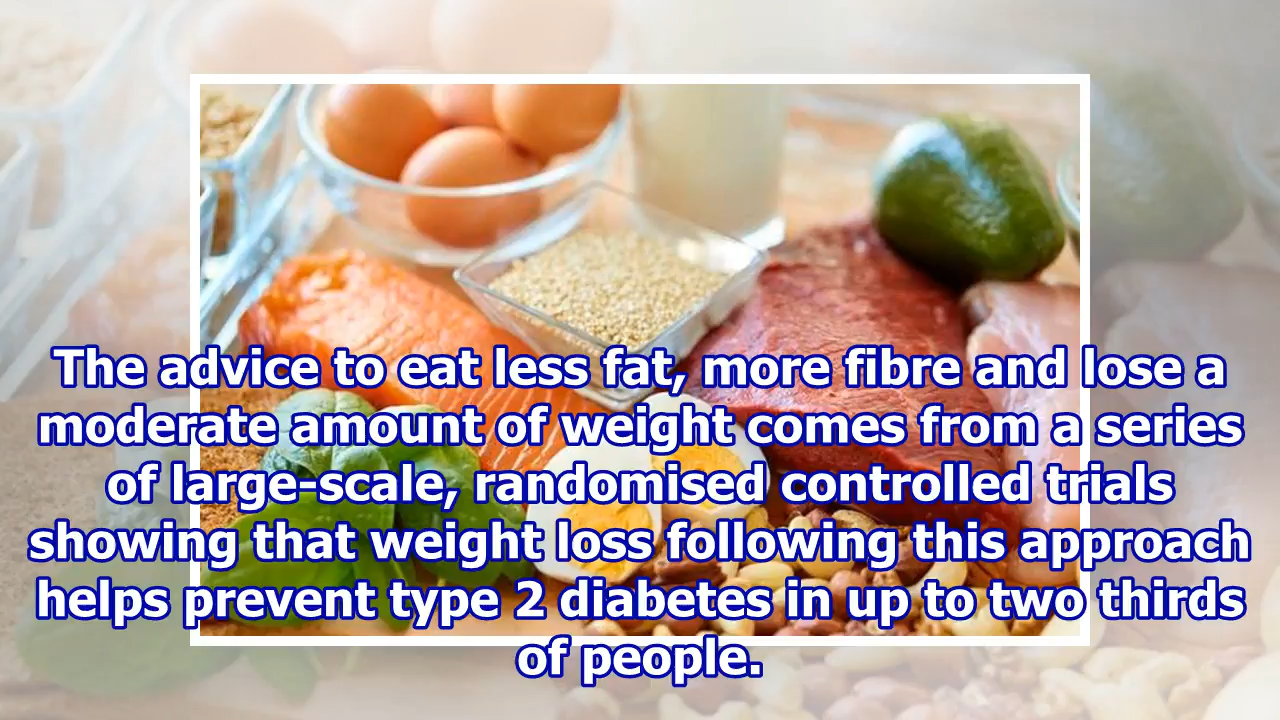 The advice to eat less fat, more fibre and lose a
moderate amount of weight comes from a series
of large-scale, randomised controlled trials
showing that weight loss following this approach
helps prevent type 2 diabetes in up to two thirds
of people.